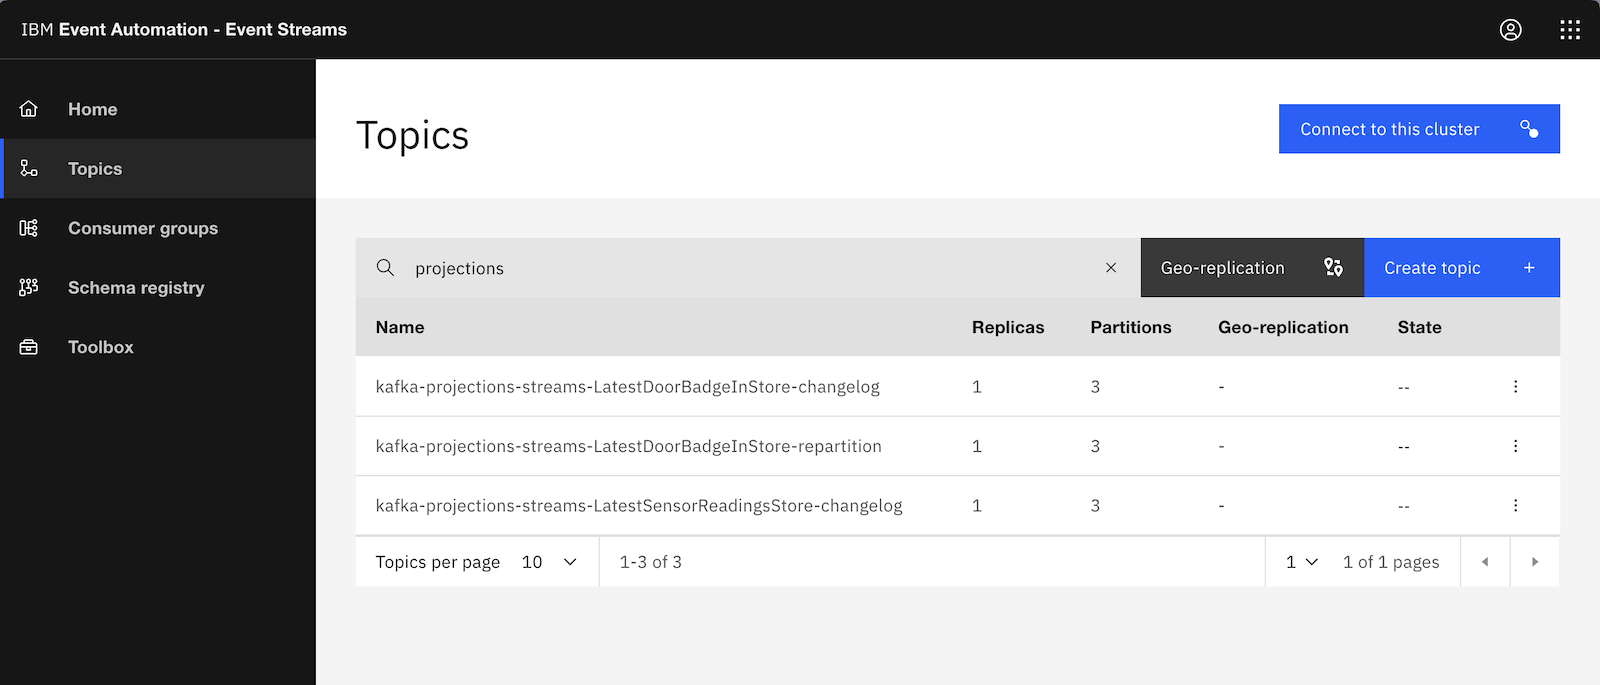 IBM Event Automation - Event Streams
Home
Topics
Consumer groups
Schema registry
Toolbox
Topics
Connect to this cluster
projections
Geo-replication
Create topic
Name Replicas Partitions Geo-replication State
kafka-projections-streams-LatestDoorBadgeInStore-changelog 1 3 - --
kafka-projections-streams-LatestDoorBadgeInStore-repartition 1 3 - --
kafka-projections-streams-LatestSensorReadingsStore-changelog 1 3 - --
Topics per page 10 1-3 of 3 1 1 of 1 pages